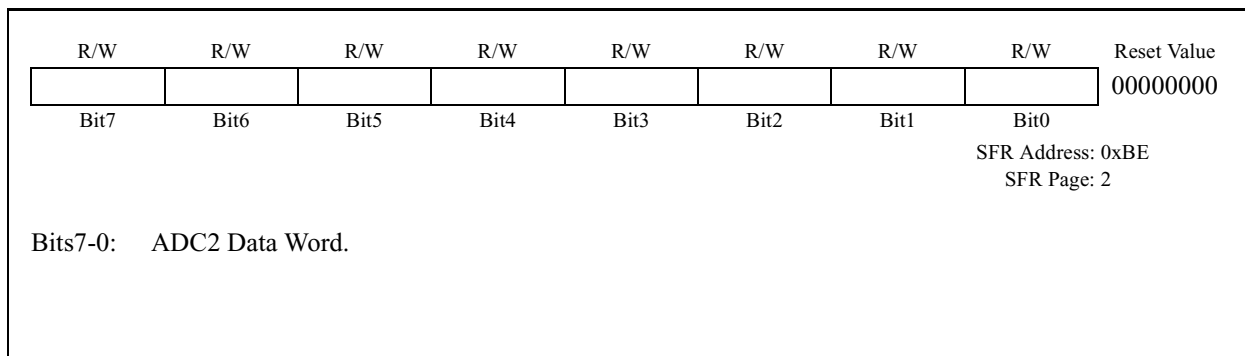 R/W R/W R/W R/W R/W R/W R/W R/W Reset Value
00000000
Bit7 Bit6 Bit5 Bit4 Bit3 Bit2 Bit1 Bit0
SFR Address: 0xBE
SFR Page: 2
Bits7-0: ADC2 Data Word.